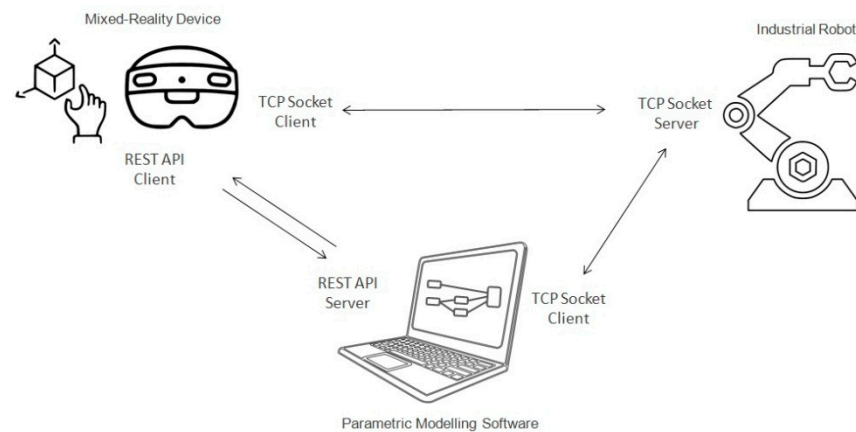 Mixed-Reality Device
Industrial Robot
TCP Socket
Client
TCP Socket
Server
REST API
Client
REST API
Server
TCP Socket
Client
Parametric Modelling Software